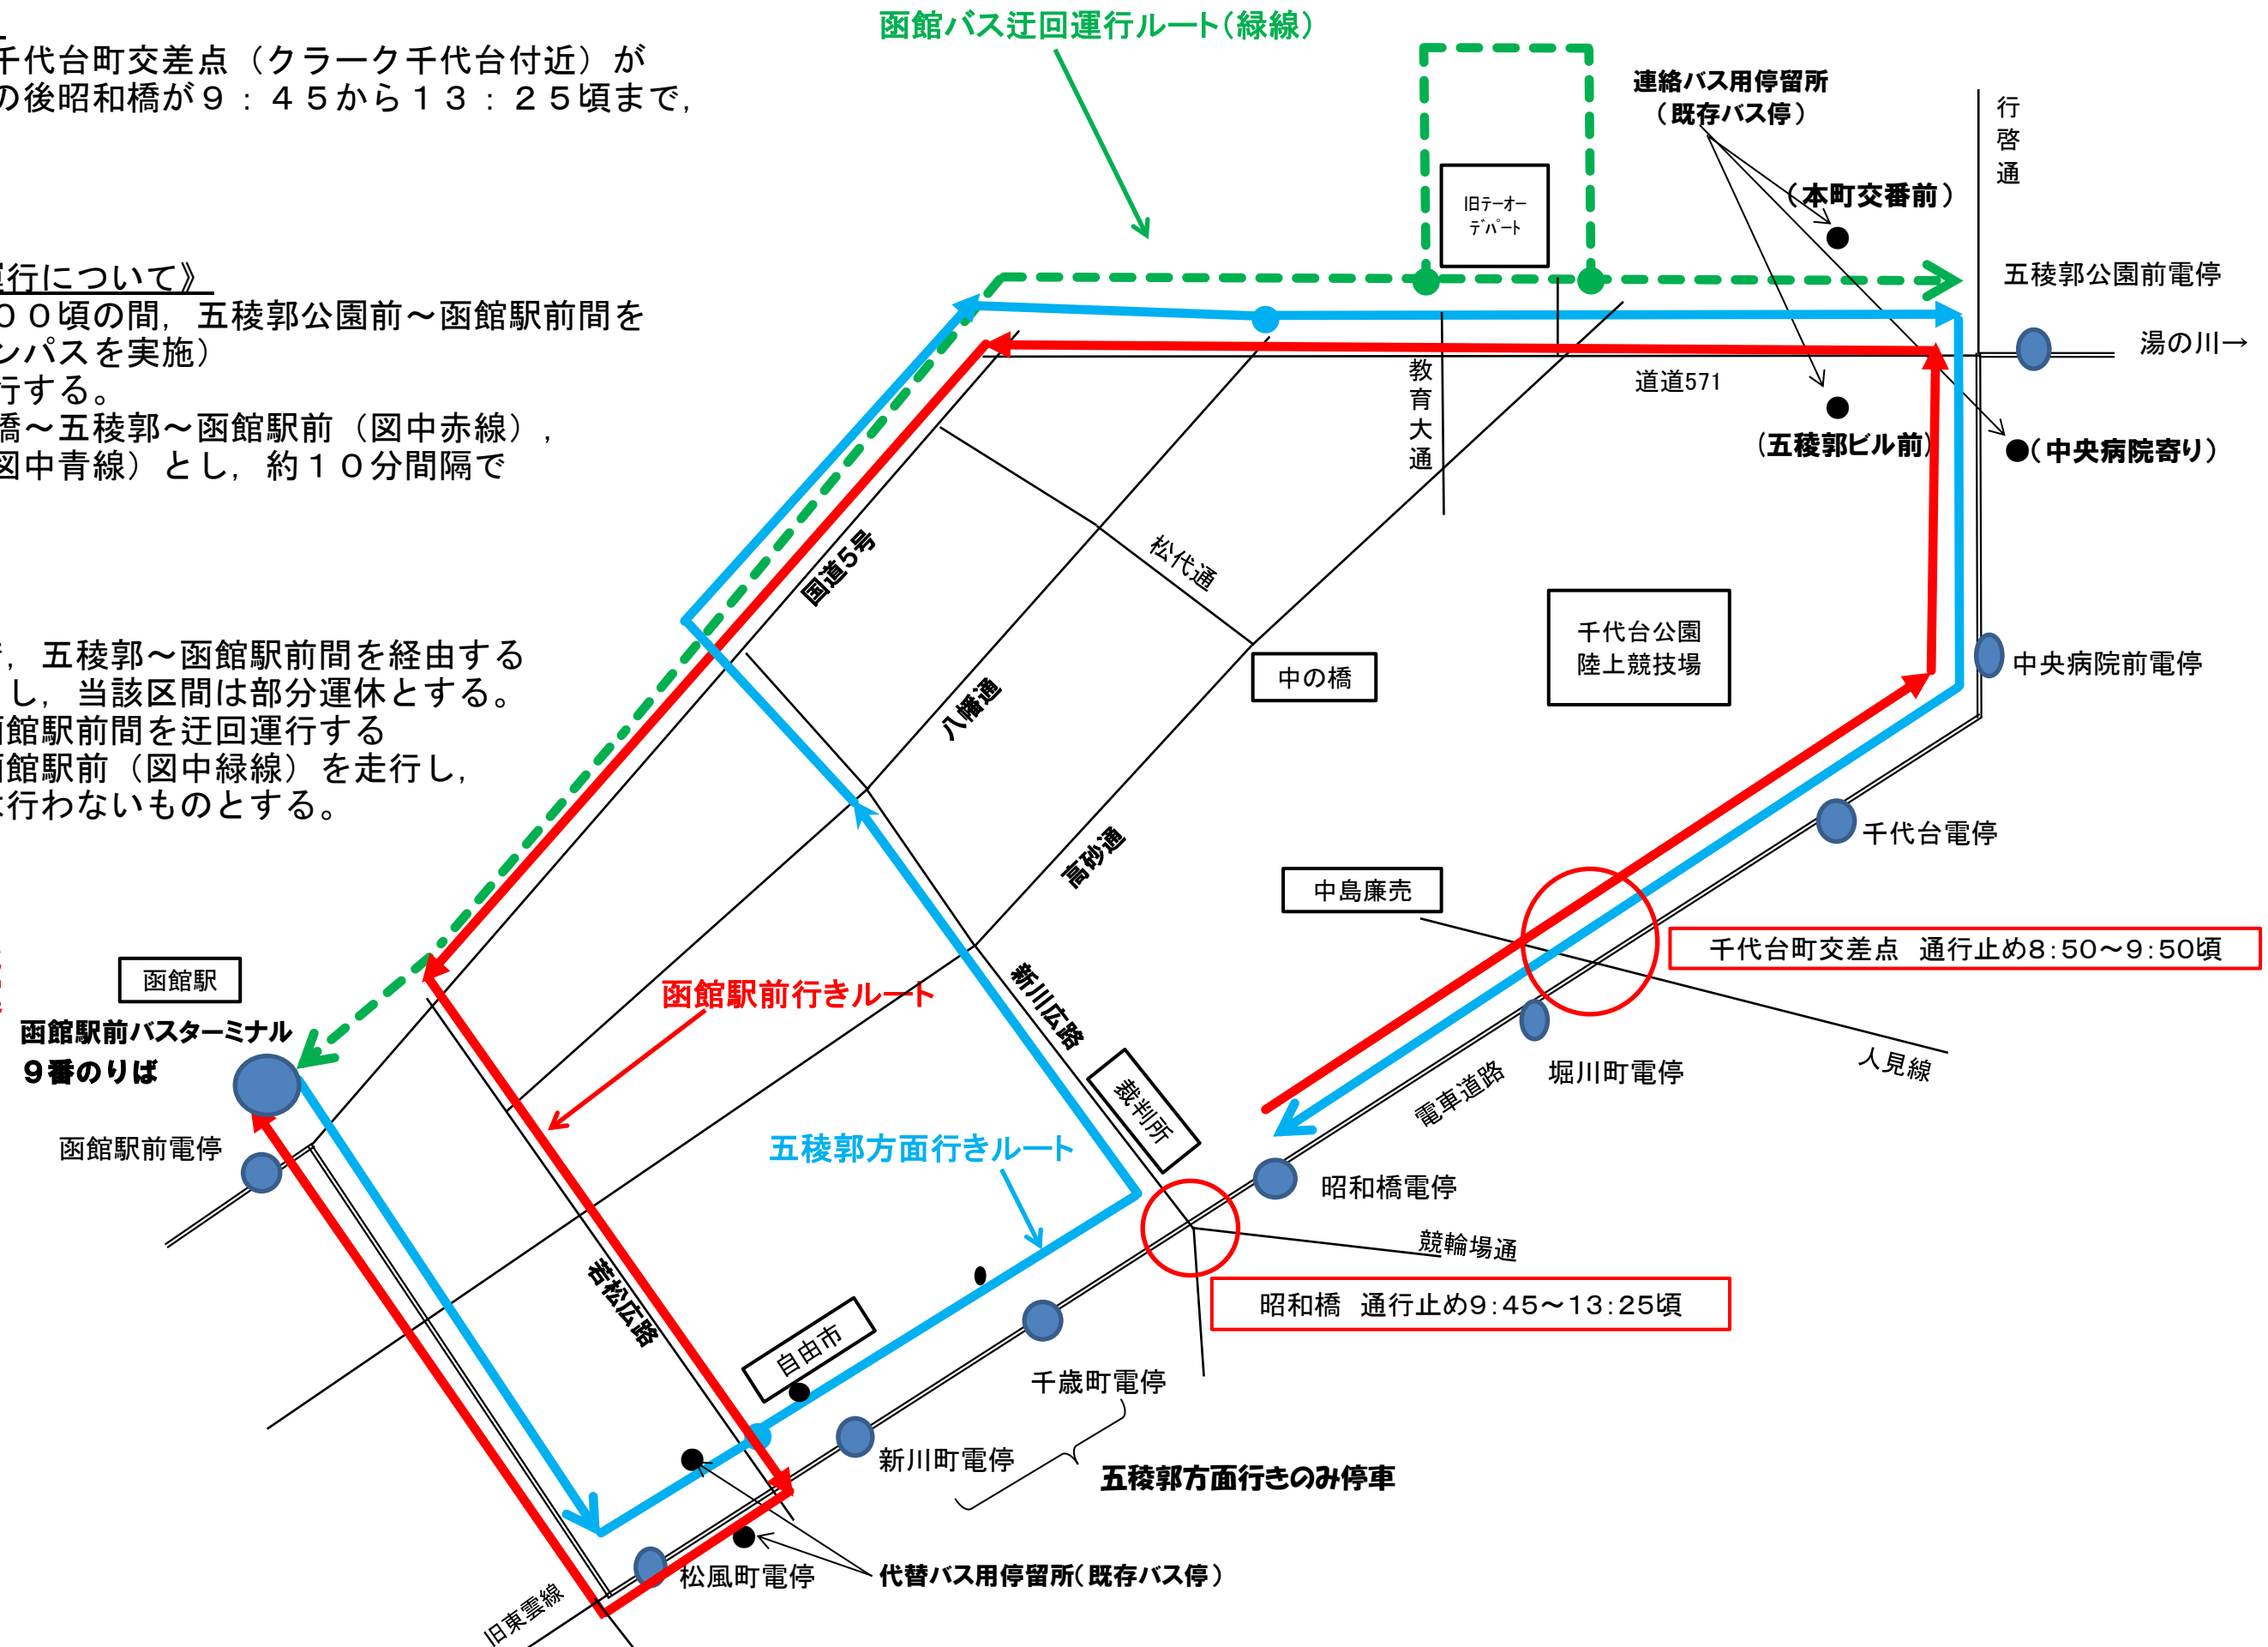 函館バス迂回運行ルート(緑線)
千代台町交差点（クラーク千代台付近）が
の後昭和橋が９：４５から１３：２５頃まで，
運行について》
００頃の間，五稜郭公園前～函館駅前間を
ンパスを実施）
行する。
橋～五稜郭～函館駅前（図中赤線），
図中青線）とし，約１０分間隔で
，五稜郭～函館駅前間を経由する
し，当該区間は部分運休とする。
函館駅前間を迂回運行する
函館駅前（図中緑線）を走行し，
は行わないものとする。
連絡バス用停留所
（既存バス停）
行啓通
(本町交番前)
旧テーオー
デパート
五稜郭公園前電停
湯の川→
教育大通
道道571
(五稜郭ビル前)
(中央病院寄り)
国道5号
松代通
千代台公園
陸上競技場
中の橋
中央病院前電停
八幡通
高砂通
千代台電停
中島廉売
千代台町交差点　通行止め8:50～9:50頃
函館駅
函館駅前行きルート
新川広路
函館駅前バスターミナル
９番のりば
堀川町電停
人見線
電車道路
裁判所
函館駅前電停
五稜郭方面行きルート
昭和橋電停
競輪場通
若松広路
昭和橋　通行止め9:45～13:25頃
自由市
千歳町電停
新川町電停
五稜郭方面行きのみ停車
松風町電停
代替バス用停留所(既存バス停)
旧東雲線